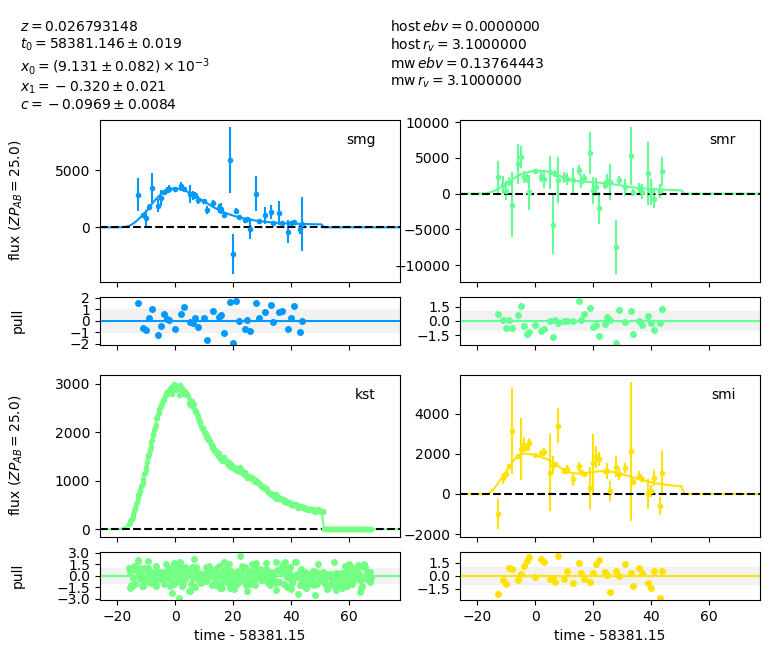 z = 0.026793148
t₀ = 58381.146 ± 0.019
x₀ = (9.131 ± 0.082) × 10⁻³
x₁ = −0.320 ± 0.021
c = −0.0969 ± 0.0084
host ebv = 0.0000000
host r_v = 3.1000000
mw ebv = 0.13764443
mw r_v = 3.1000000
smg
5000
0
flux (ZP_AB = 25.0)
smr
10000
5000
0
−5000
−10000
2
1
0
−1
−2
pull
1.5
0.0
−1.5
kst
3000
2000
1000
0
flux (ZP_AB = 25.0)
smi
4000
2000
0
−2000
3.0
1.5
0.0
−1.5
−3.0
pull
−20 0 20 40 60
time - 58381.15
1.5
0.0
−1.5
−20 0 20 40 60
time - 58381.15